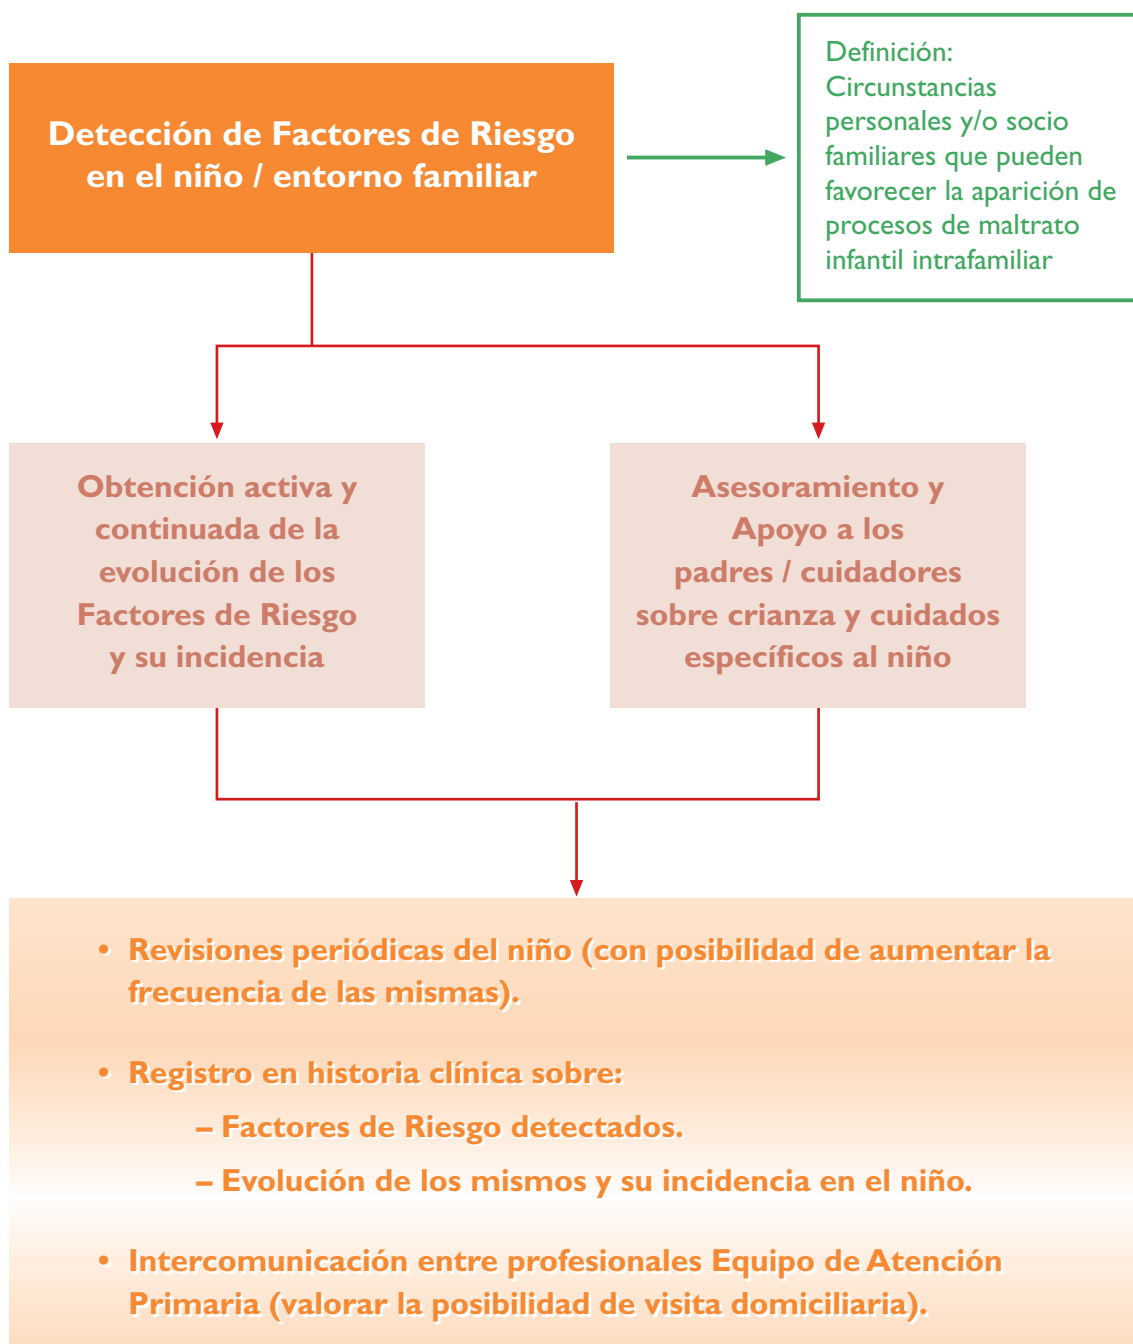 Detección de Factores de Riesgo
en el niño / entorno familiar
Definición:
Circunstancias
personales y/o socio
familiares que pueden
favorecer la aparición de
procesos de maltrato
infantil intrafamiliar
Obtención activa y
continuada de la
evolución de los
Factores de Riesgo
y su incidencia
Asesoramiento y
Apoyo a los
padres / cuidadores
sobre crianza y cuidados
específicos al niño
• Revisiones periódicas del niño (con posibilidad de aumentar la
frecuencia de las mismas).
• Registro en historia clínica sobre:
– Factores de Riesgo detectados.
– Evolución de los mismos y su incidencia en el niño.
• Intercomunicación entre profesionales Equipo de Atención
Primaria (valorar la posibilidad de visita domiciliaria).